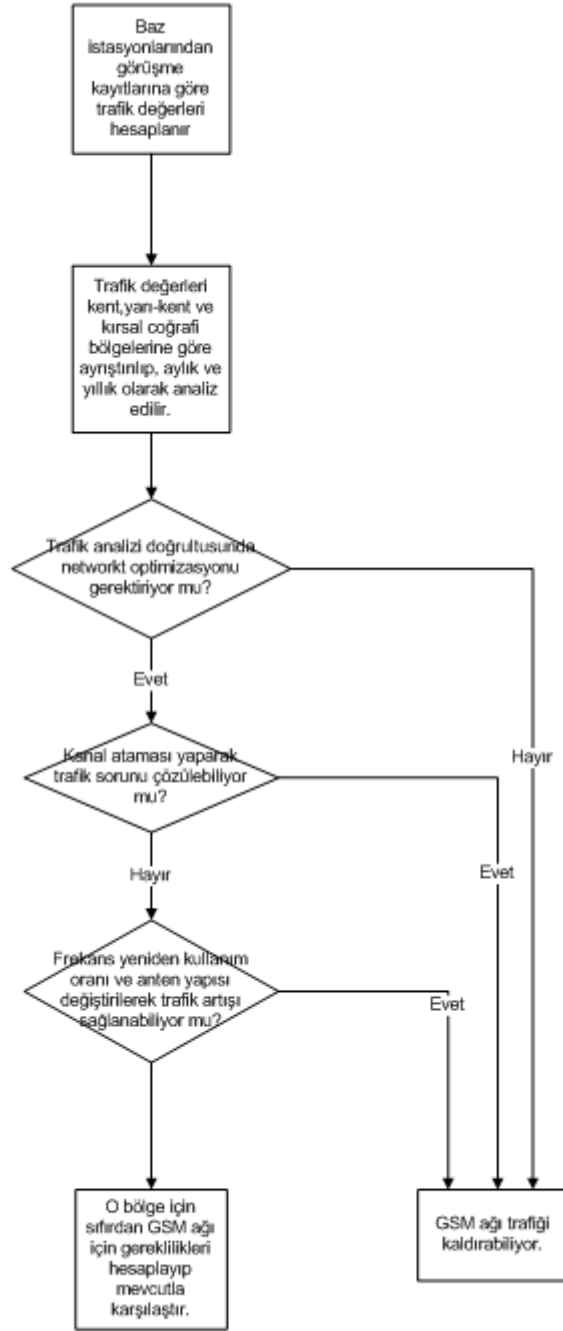 Baz
istasyonlarından
görüşme
kayıtlarına göre
trafik değerleri
hesaplanır
Trafik değerleri
kent,yarı-kent ve
kırsal coğrafi
bölgelerine göre
ayrıştırılıp, aylık ve
yıllık olarak analiz
edilir.
Trafik analizi doğrultusunda
networkt optimizasyonu
gerektiriyor mu?
Evet
Hayır
Kanal ataması yaparak
trafik sorunu çözülebiliyor
mu?
Evet
Hayır
Frekans yeniden kullanım
oranı ve anten yapısı
değiştirilerek trafik artışı
sağlanabiliyor mu?
Evet
O bölge için
sıfırdan GSM ağı
için gereklilikleri
hesaplayıp
mevcutla
karşılaştır.
GSM ağı trafiği
kaldırabiliyor.